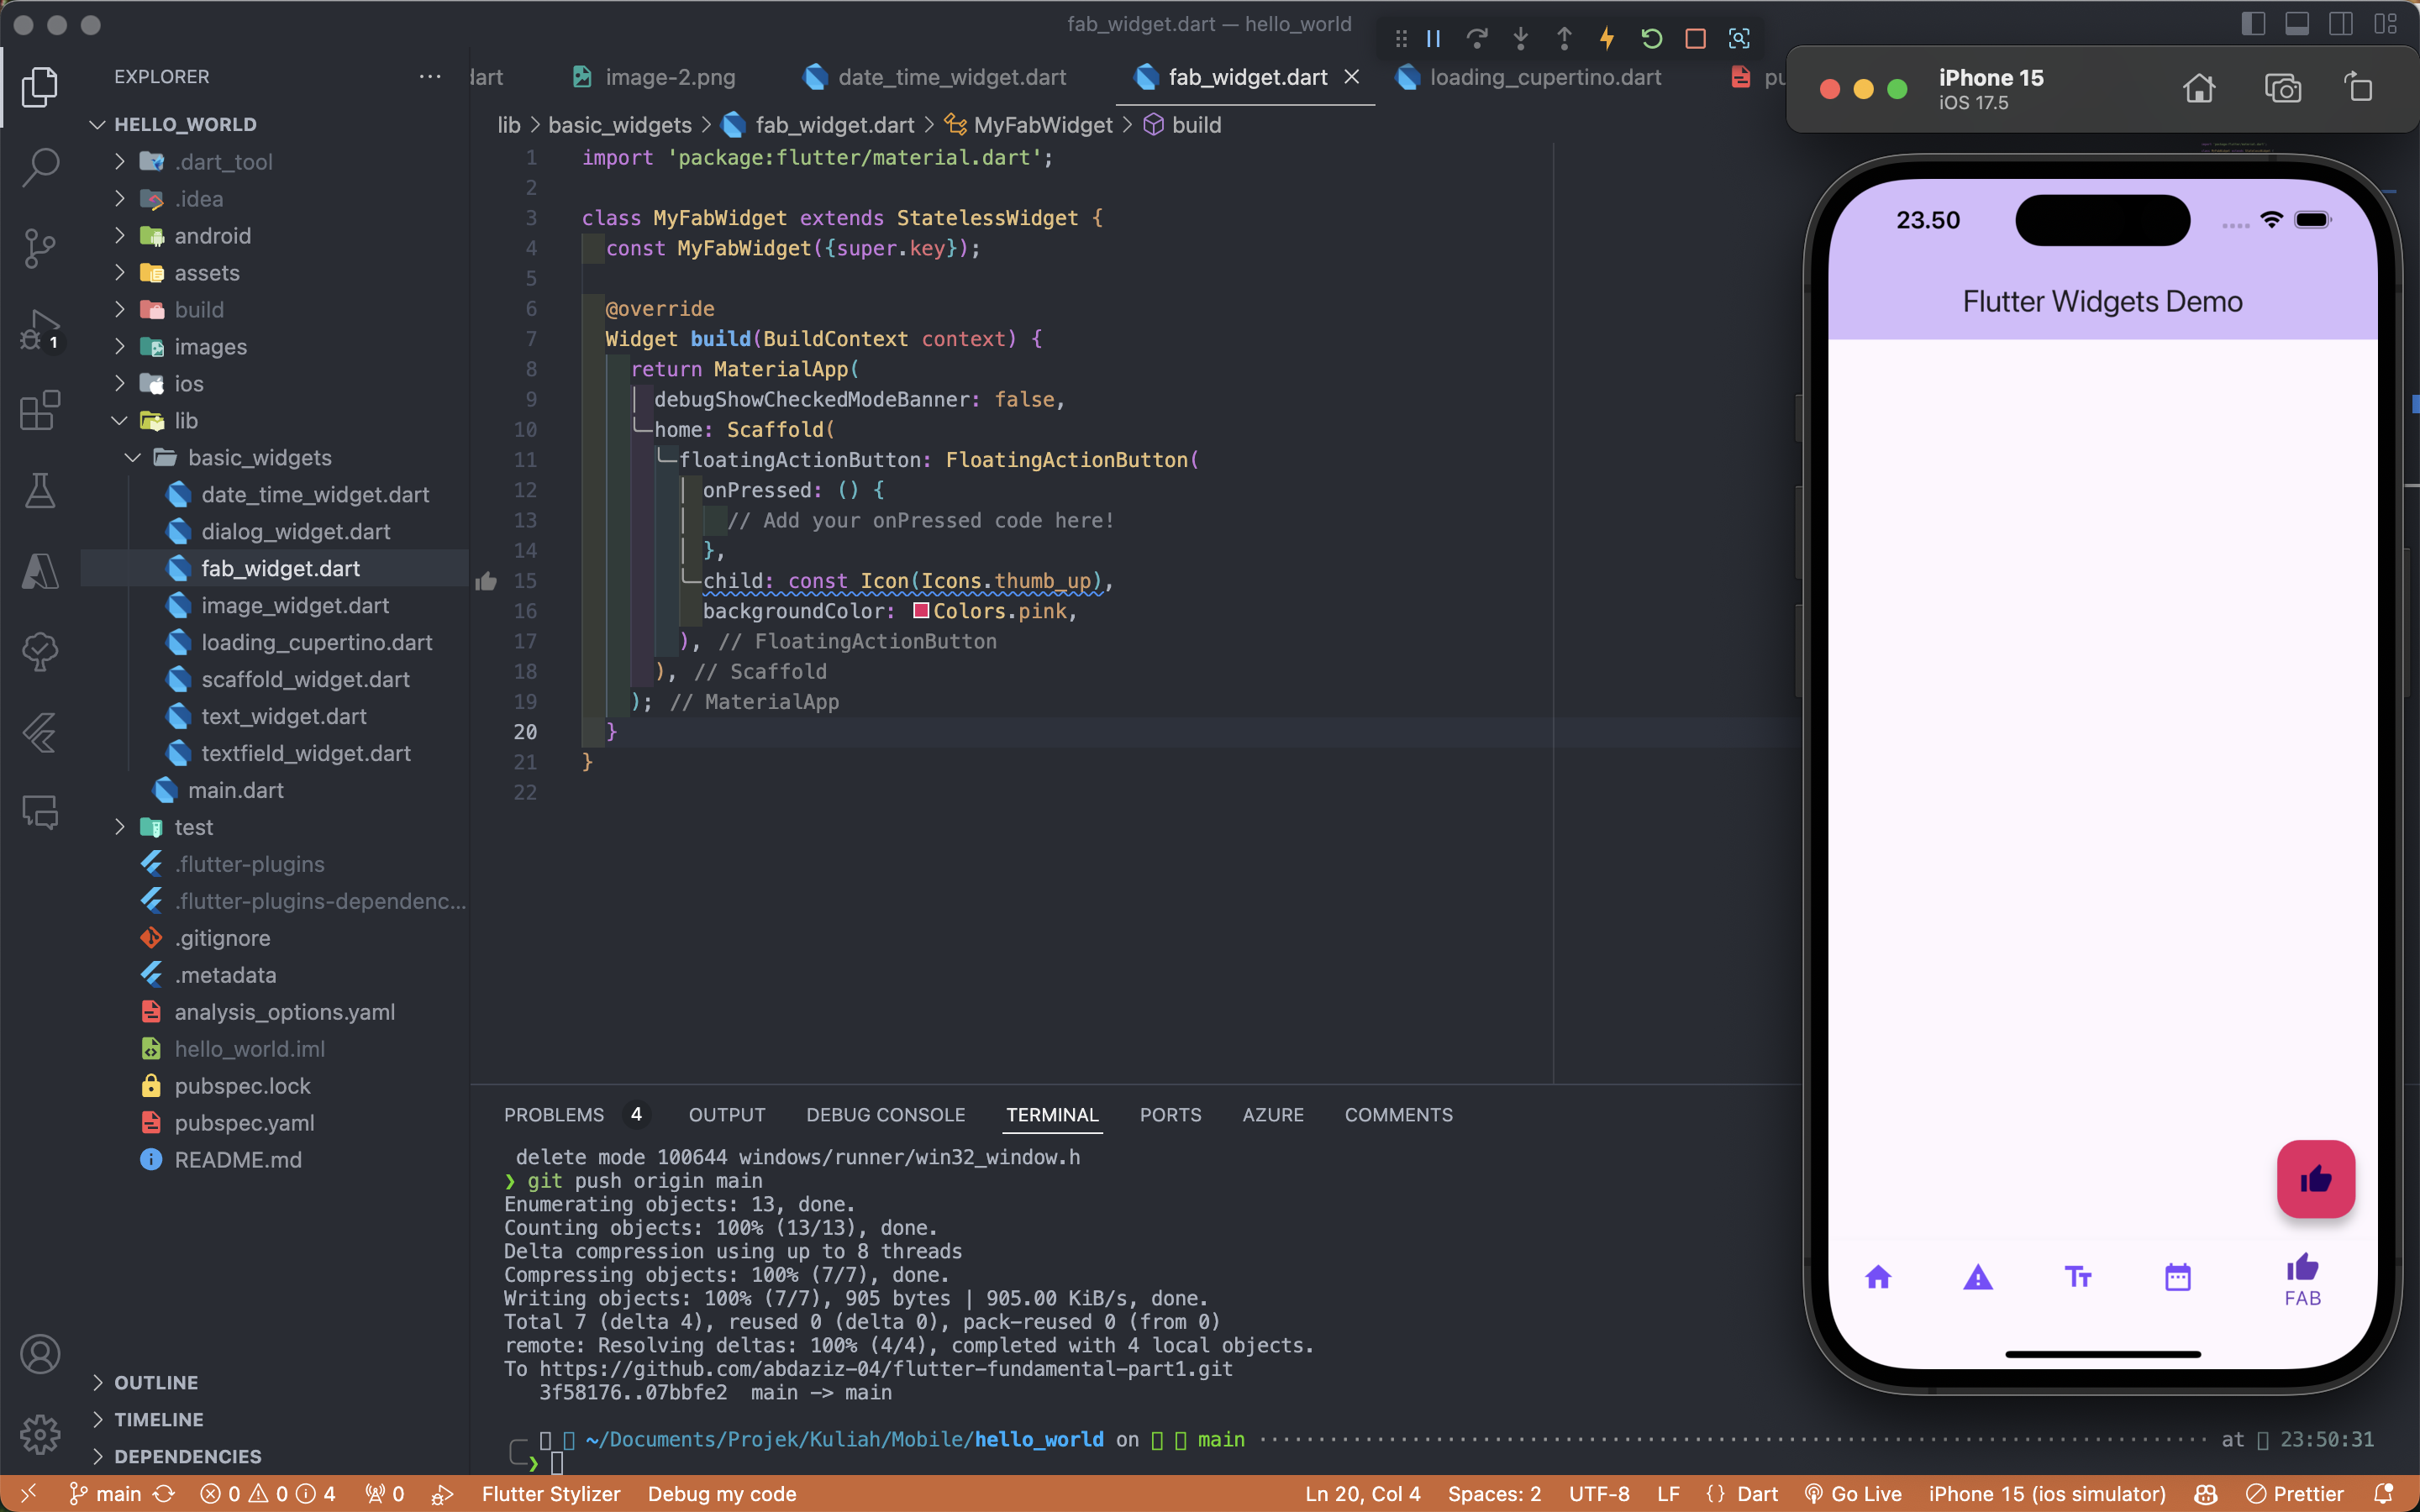 fab_widget.dart — hello_world
EXPLORER
dart
image-2.png
date_time_widget.dart
fab_widget.dart
loading_cupertino.dart
pu
lib > basic_widgets > fab_widget.dart > MyFabWidget > build
HELLO_WORLD
.dart_tool
.idea
android
assets
build
images
ios
lib
basic_widgets
date_time_widget.dart
dialog_widget.dart
fab_widget.dart
image_widget.dart
loading_cupertino.dart
scaffold_widget.dart
text_widget.dart
textfield_widget.dart
main.dart
test
.flutter-plugins
.flutter-plugins-dependenc...
.gitignore
.metadata
analysis_options.yaml
hello_world.iml
pubspec.lock
pubspec.yaml
README.md
OUTLINE
TIMELINE
DEPENDENCIES
1
1 import 'package:flutter/material.dart';
2
3 class MyFabWidget extends StatelessWidget {
4 const MyFabWidget({super.key});
5
6 @override
7 Widget build(BuildContext context) {
8 return MaterialApp(
9 debugShowCheckedModeBanner: false,
10 home: Scaffold(
11 floatingActionButton: FloatingActionButton(
12 onPressed: () {
13 // Add your onPressed code here!
14 },
15 child: const Icon(Icons.thumb_up),
16 backgroundColor: Colors.pink,
17 ), // FloatingActionButton
18 ), // Scaffold
19 ); // MaterialApp
20 }
21 }
22
PROBLEMS 4 OUTPUT DEBUG CONSOLE TERMINAL PORTS AZURE COMMENTS
delete mode 100644 windows/runner/win32_window.h
❯ git push origin main
Enumerating objects: 13, done.
Counting objects: 100% (13/13), done.
Delta compression using up to 8 threads
Compressing objects: 100% (7/7), done.
Writing objects: 100% (7/7), 905 bytes | 905.00 KiB/s, done.
Total 7 (delta 4), reused 0 (delta 0), pack-reused 0 (from 0)
remote: Resolving deltas: 100% (4/4), completed with 4 local objects.
To https://github.com/abdaziz-04/flutter-fundamental-part1.git
3f58176..07bbfe2 main -> main
~/Documents/Projek/Kuliah/Mobile/hello_world on main at 23:50:31
❯
iPhone 15
iOS 17.5
23.50
Flutter Widgets Demo
FAB
main 0 0 4 0 Flutter Stylizer Debug my code Ln 20, Col 4 Spaces: 2 UTF-8 LF {} Dart Go Live iPhone 15 (ios simulator) Prettier